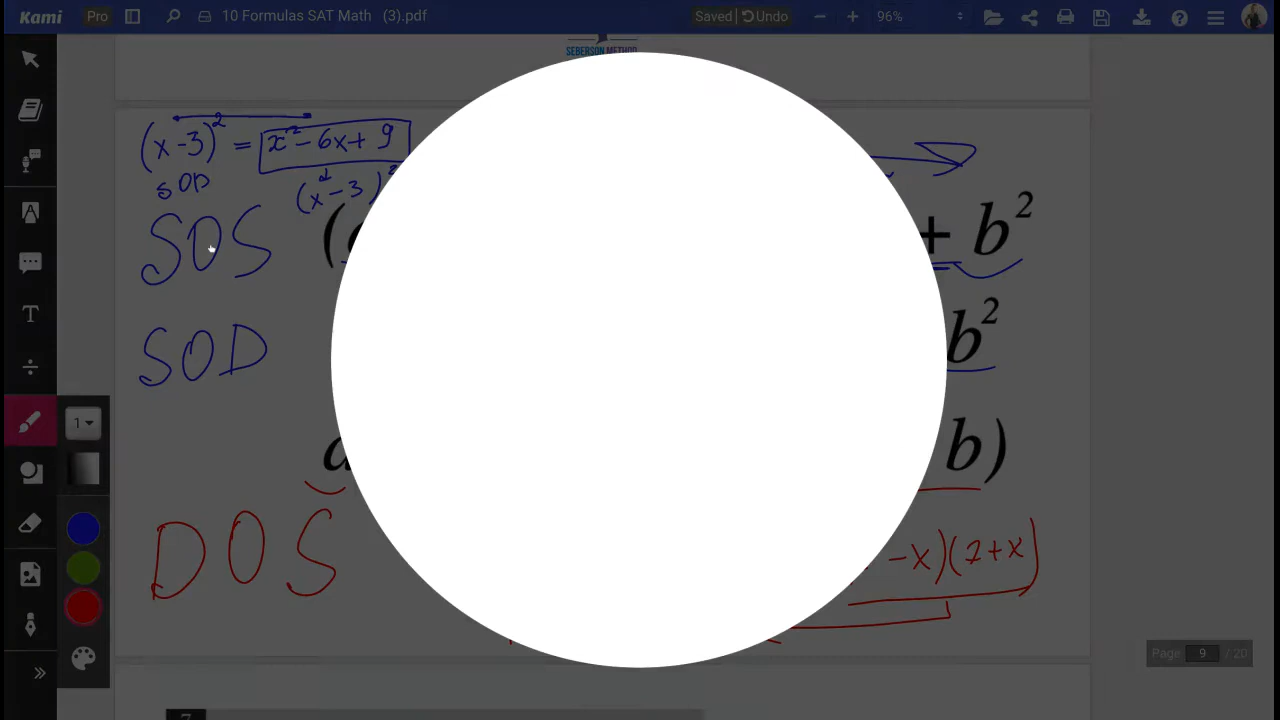 Kami Pro 10 Formulas SAT Math (3).pdf Saved Undo 96%
SEBERSON METHOD
(x-3)² = x²-6x+9
SOD (x-3)
SOS ( + b²
SOD b²
a b)
DOS -x)(2+x)
1
Page 9 / 20
7